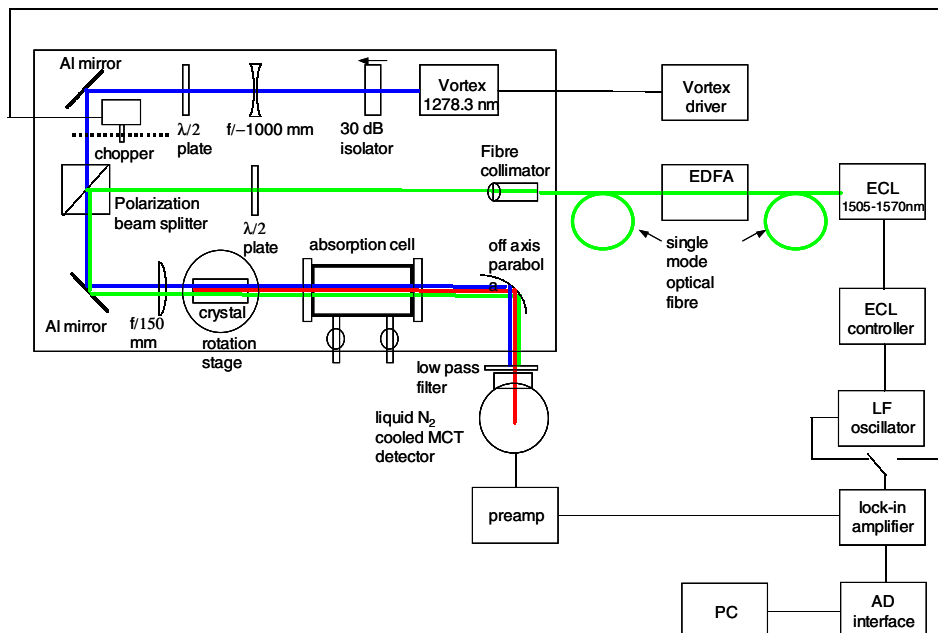 Al mirror
chopper
λ/2
plate
f/−1000 mm
30 dB
isolator
Vortex
1278.3 nm
Vortex
driver
Polarization
beam splitter
λ/2
plate
Fibre
collimator
EDFA
ECL
1505-1570nm
single
mode
optical
fibre
absorption cell
off axis
parabol
a
Al mirror
f/150
mm
crystal
rotation
stage
ECL
controller
low pass
filter
liquid N₂
cooled MCT
detector
LF
oscillator
preamp
lock-in
amplifier
PC
AD
interface